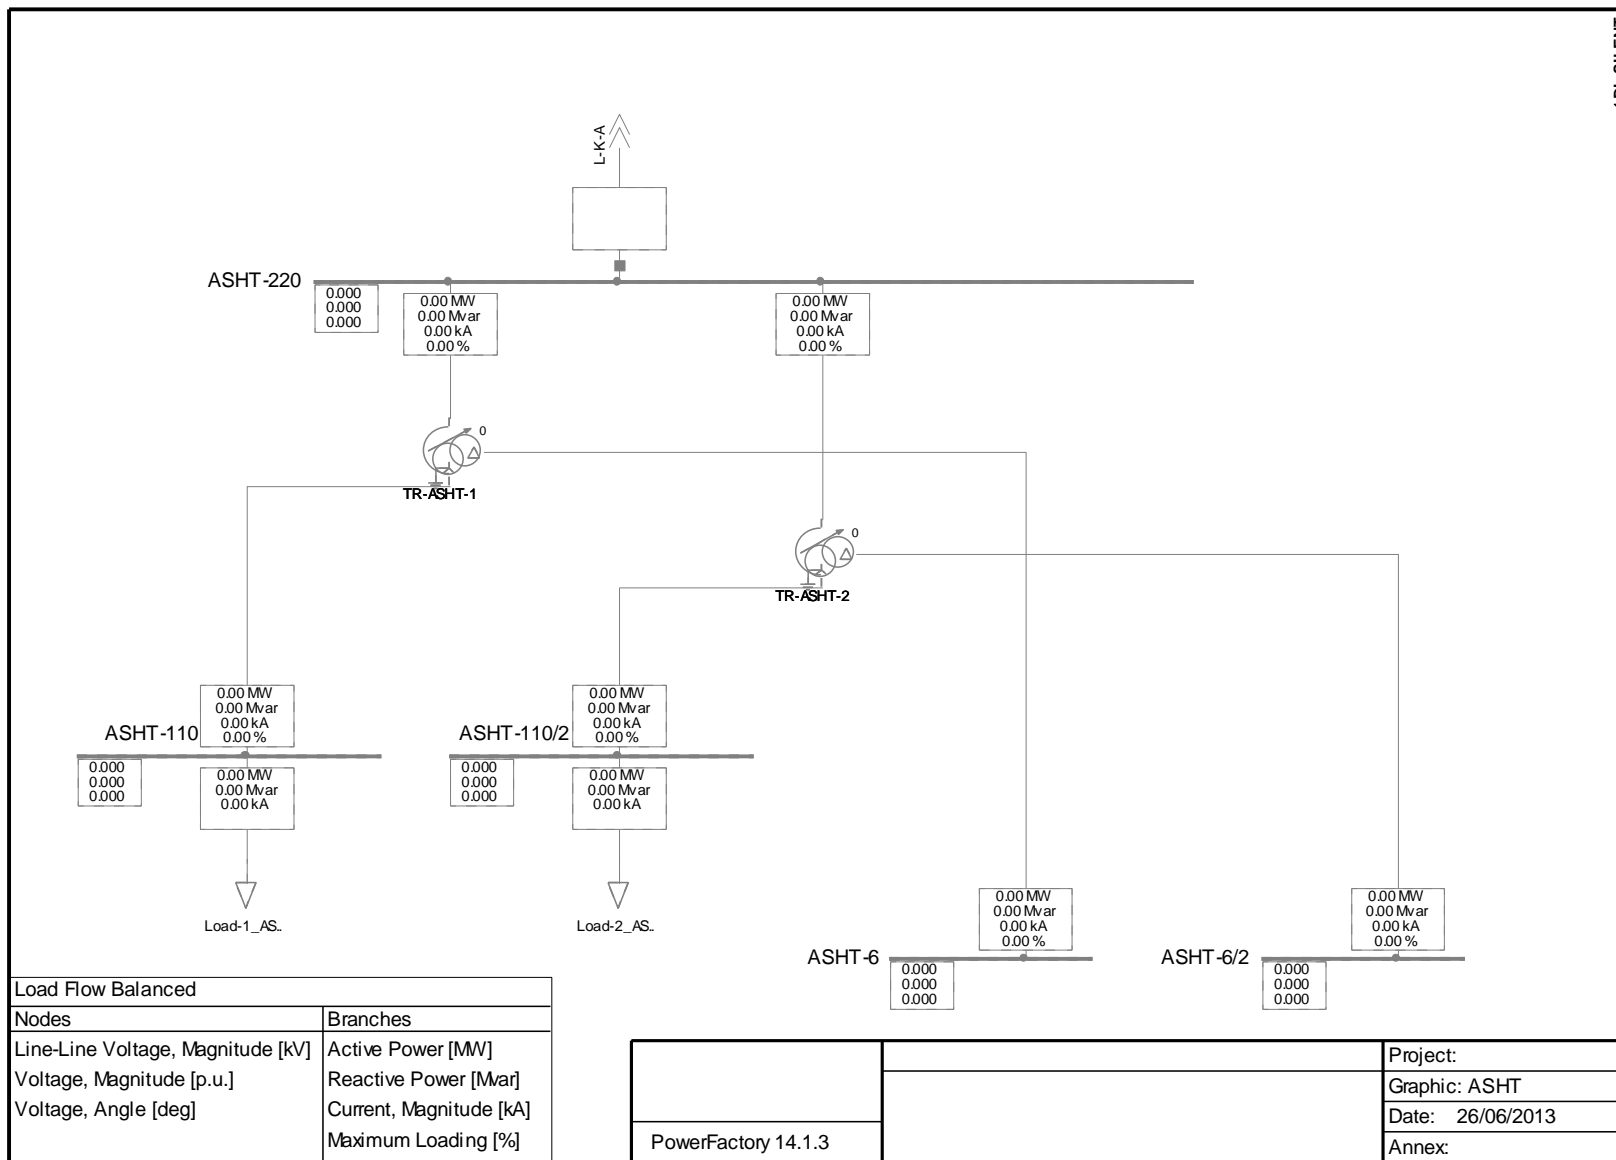 L-K-A
ASHT-220
0.000
0.000
0.000
0.00 MW
0.00 Mvar
0.00 kA
0.00 %
0.00 MW
0.00 Mvar
0.00 kA
0.00 %
0
TR-ASHT-1
0
TR-ASHT-2
ASHT-110
0.00 MW
0.00 Mvar
0.00 kA
0.00 %
0.000
0.000
0.000
0.00 MW
0.00 Mvar
0.00 kA
Load-1_AS..
ASHT-110/2
0.00 MW
0.00 Mvar
0.00 kA
0.00 %
0.000
0.000
0.000
0.00 MW
0.00 Mvar
0.00 kA
Load-2_AS..
ASHT-6
0.00 MW
0.00 Mvar
0.00 kA
0.00 %
0.000
0.000
0.000
ASHT-6/2
0.00 MW
0.00 Mvar
0.00 kA
0.00 %
0.000
0.000
0.000
Load Flow Balanced
Nodes
Line-Line Voltage, Magnitude [kV]
Voltage, Magnitude [p.u.]
Voltage, Angle [deg]
Branches
Active Power [MW]
Reactive Power [Mvar]
Current, Magnitude [kA]
Maximum Loading [%]
PowerFactory 14.1.3
Project:
Graphic: ASHT
Date: 26/06/2013
Annex: